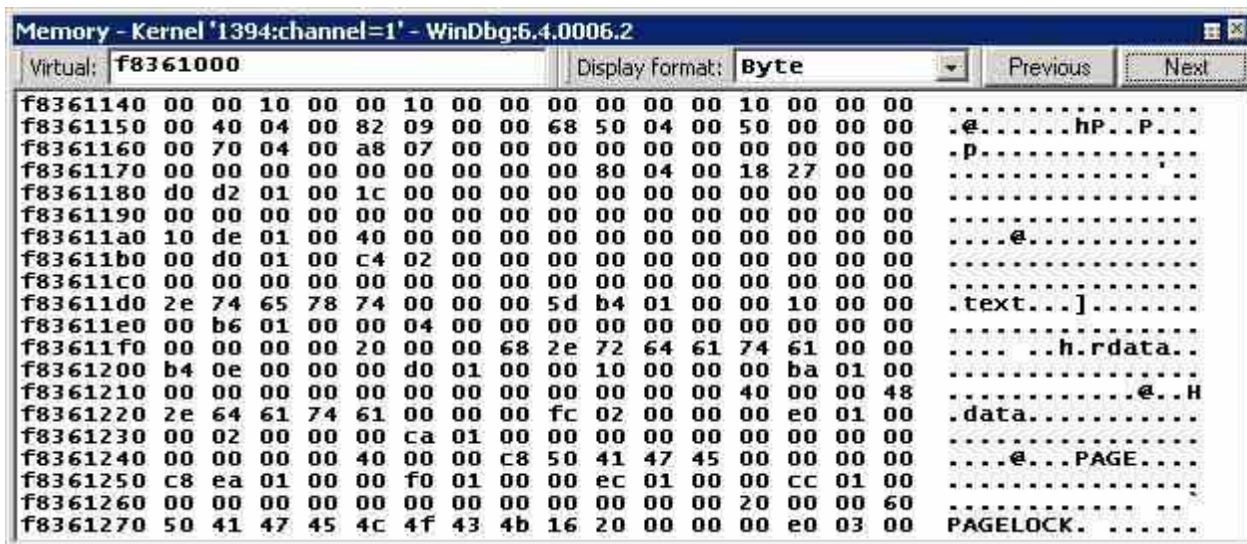 Memory - Kernel '1394:channel=1' - WinDbg:6.4.0006.2
Virtual: f8361000 Display format: Byte Previous Next
f8361140 00 00 10 00 00 10 00 00 00 00 00 00 10 00 00 00 ................
f8361150 00 40 04 00 82 09 00 00 68 50 04 00 50 00 00 00 .@......hP..P...
f8361160 00 70 04 00 a8 07 00 00 00 00 00 00 00 00 00 00 .p..............
f8361170 00 00 00 00 00 00 00 00 00 80 04 00 18 27 00 00 .............'..
f8361180 d0 d2 01 00 1c 00 00 00 00 00 00 00 00 00 00 00 ................
f8361190 00 00 00 00 00 00 00 00 00 00 00 00 00 00 00 00 ................
f83611a0 10 de 01 00 40 00 00 00 00 00 00 00 00 00 00 00 ....@...........
f83611b0 00 d0 01 00 c4 02 00 00 00 00 00 00 00 00 00 00 ................
f83611c0 00 00 00 00 00 00 00 00 00 00 00 00 00 00 00 00 ................
f83611d0 2e 74 65 78 74 00 00 00 5d b4 01 00 00 10 00 00 .text...].......
f83611e0 00 b6 01 00 00 04 00 00 00 00 00 00 00 00 00 00 ................
f83611f0 00 00 00 00 20 00 00 68 2e 72 64 61 74 61 00 00 .... ..h.rdata..
f8361200 b4 0e 00 00 00 d0 01 00 00 10 00 00 00 ba 01 00 ................
f8361210 00 00 00 00 00 00 00 00 00 00 00 00 40 00 00 48 ............@..H
f8361220 2e 64 61 74 61 00 00 00 fc 02 00 00 00 e0 01 00 .data...........
f8361230 00 02 00 00 00 ca 01 00 00 00 00 00 00 00 00 00 ................
f8361240 00 00 00 00 40 00 00 c8 50 41 47 45 00 00 00 00 ....@...PAGE....
f8361250 c8 ea 01 00 00 f0 01 00 00 ec 01 00 00 cc 01 00 ................
f8361260 00 00 00 00 00 00 00 00 00 00 00 00 20 00 00 60 ............ ..`
f8361270 50 41 47 45 4c 4f 43 4b 16 20 00 00 00 e0 03 00 PAGELOCK. ......